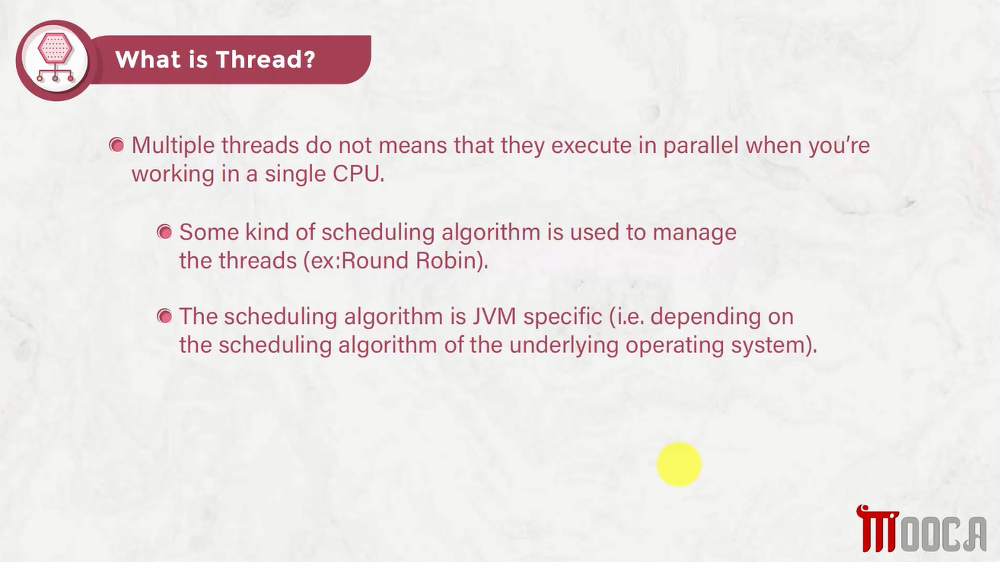 What is Thread?
Multiple threads do not means that they execute in parallel when you're
working in a single CPU.
Some kind of scheduling algorithm is used to manage
the threads (ex:Round Robin).
The scheduling algorithm is JVM specific (i.e. depending on
the scheduling algorithm of the underlying operating system).
MOOCA